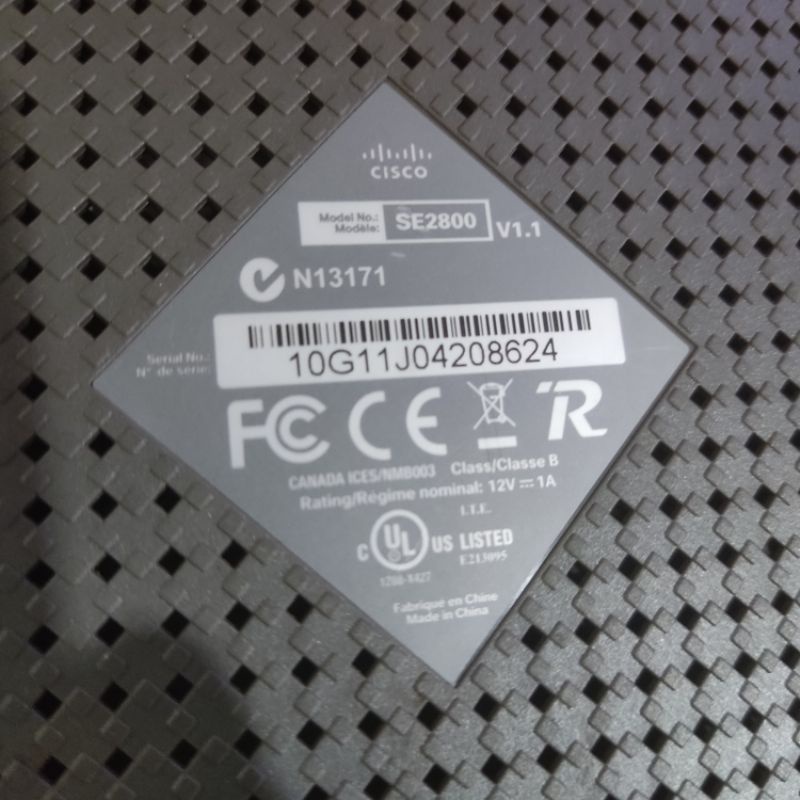 CISCO
Model No.: SE2800 V1.1
Modèle:
N13171
Serial No.:
N° de série:
10G11J04208624
FC CE R
CANADA ICES/NMB003 Class/Classe B
Rating/Régime nominal: 12V ⎓ 1A
I.T.E.
C UL US LISTED
E213095
Fabriqué en Chine
Made in China